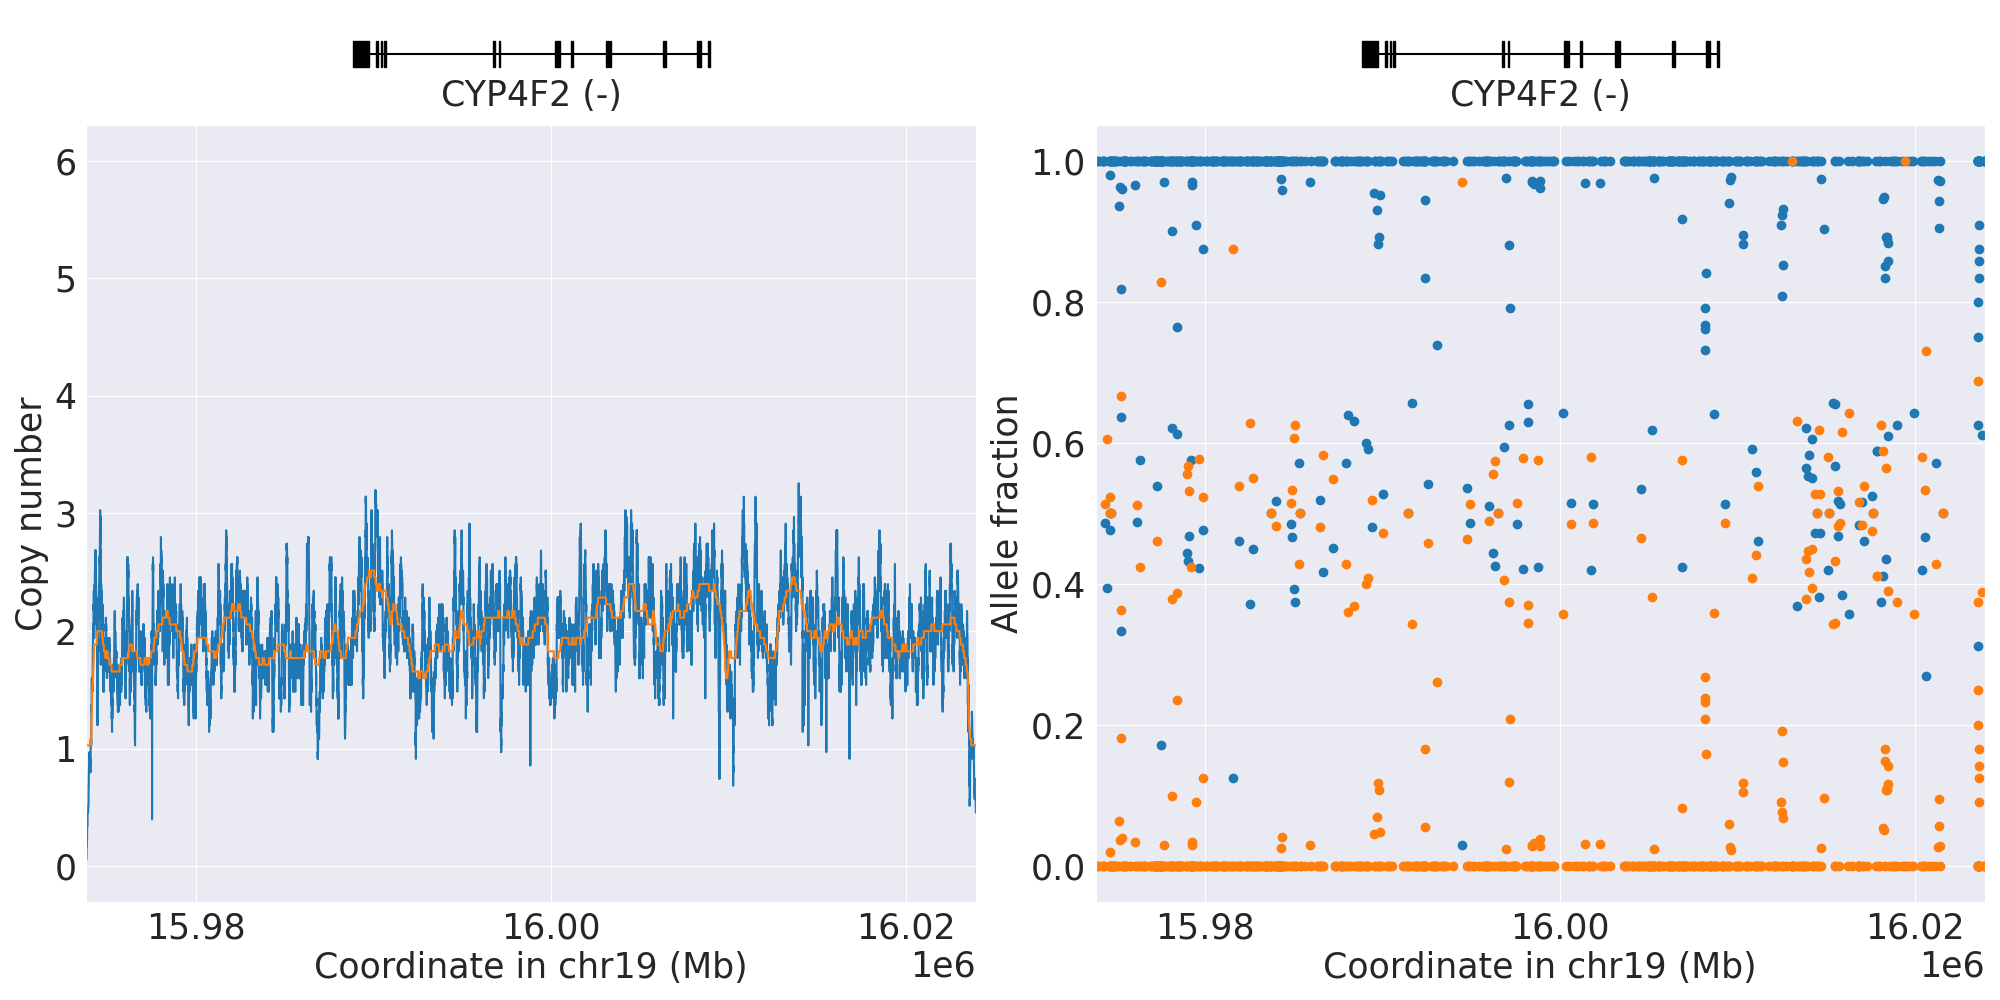 CYP4F2 (-)
6
5
4
3
2
1
0
Copy number
15.98
16.00
16.02
Coordinate in chr19 (Mb)
1e6
CYP4F2 (-)
1.0
0.8
0.6
0.4
0.2
0.0
Allele fraction
15.98
16.00
16.02
Coordinate in chr19 (Mb)
1e6